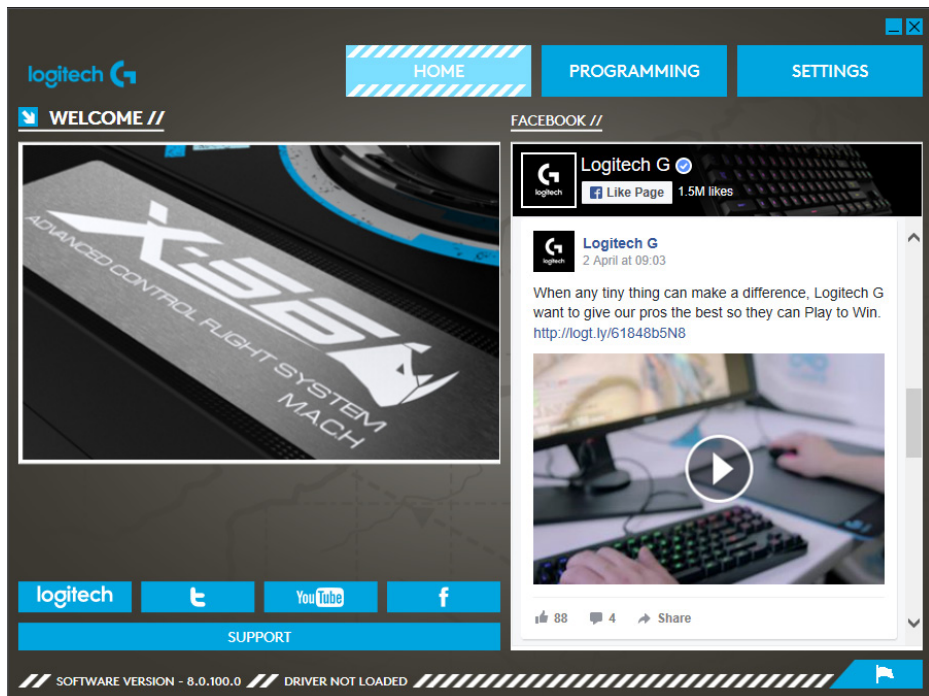 logitech
HOME
PROGRAMMING
SETTINGS
WELCOME //
FACEBOOK //
X-56
ADVANCED CONTROL FLIGHT SYSTEM
MACH
logitech
Logitech G
Like Page
1.5M likes
logitech
Logitech G
2 April at 09:03
When any tiny thing can make a difference, Logitech G
want to give our pros the best so they can Play to Win.
http://logt.ly/61848b5N8
88
4
Share
logitech
YouTube
SUPPORT
SOFTWARE VERSION - 8.0.100.0
DRIVER NOT LOADED